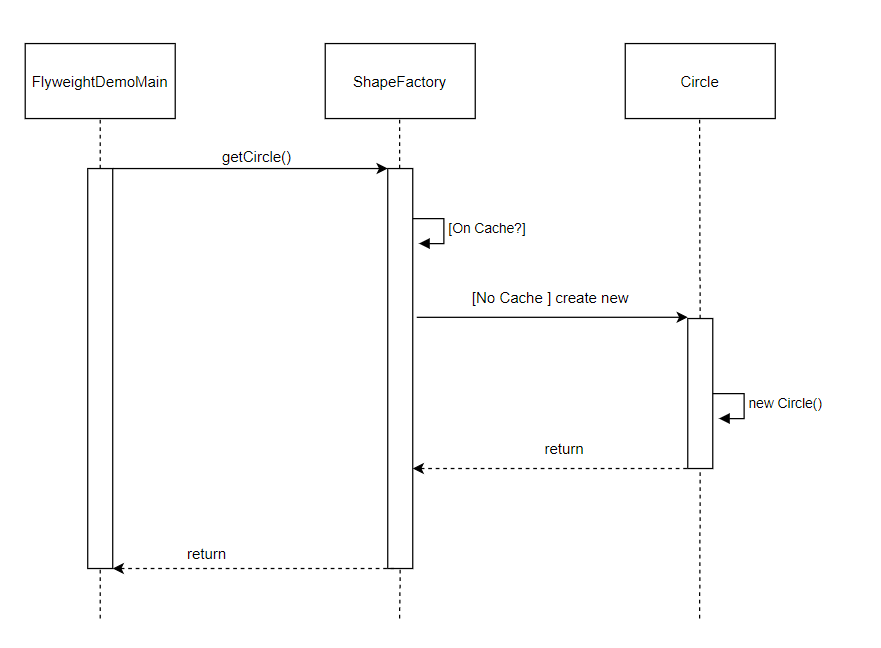 FlyweightDemoMain
ShapeFactory
Circle
getCircle()
[On Cache?]
[No Cache ] create new
new Circle()
return
return